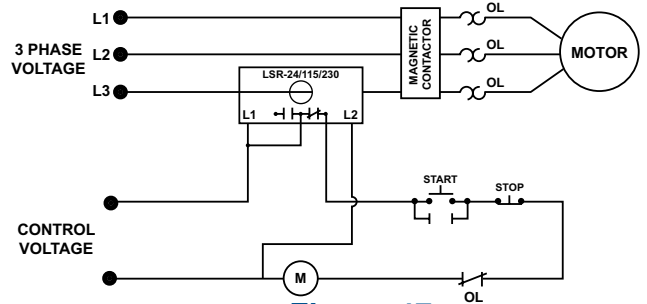 L1
OL
3 PHASE
VOLTAGE
L2
MAGNETIC
CONTACTOR
OL
MOTOR
LSR-24/115/230
L3
OL
L1
L2
START
STOP
CONTROL
VOLTAGE
M
OL